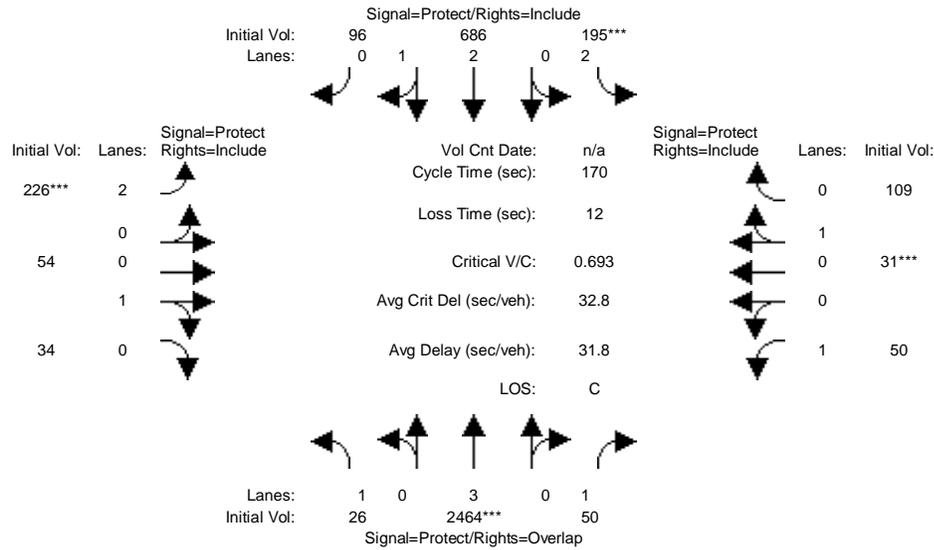 Signal=Protect/Rights=Include
Initial Vol: 96 686 195***
Lanes: 0 1 2 0 2
Signal=Protect Signal=Protect
Initial Vol: Lanes: Rights=Include Vol Cnt Date: n/a Rights=Include Lanes: Initial Vol:
Cycle Time (sec): 170
226*** 2 0 109
Loss Time (sec): 12
0 1
54 0 Critical V/C: 0.693 0 31***
1 Avg Crit Del (sec/veh): 32.8 0
34 0 Avg Delay (sec/veh): 31.8 1 50
LOS: C
Lanes: 1 0 3 0 1
Initial Vol: 26 2464*** 50
Signal=Protect/Rights=Overlap